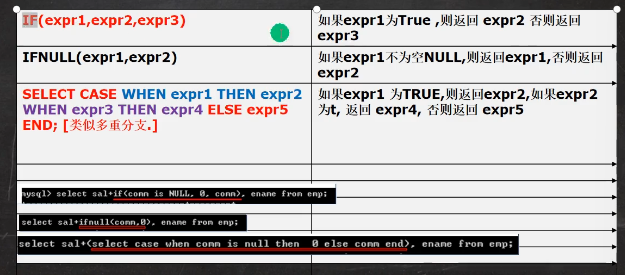 IF(expr1,expr2,expr3)
如果expr1为True ,则返回 expr2 否则返回
expr3
IFNULL(expr1,expr2)
如果expr1不为空NULL,则返回expr1,否则返回
expr2
SELECT CASE WHEN expr1 THEN expr2
WHEN expr3 THEN expr4 ELSE expr5
END; [类似多重分支.]
如果expr1 为TRUE,则返回expr2,如果expr2
为t, 返回 expr4, 否则返回 expr5
mysql> select sal+if(comm is NULL, 0, comm), ename from emp;
select sal+ifnull(comm,0), ename from emp;
select sal+(select case when comm is null then 0 else comm end), ename from emp;